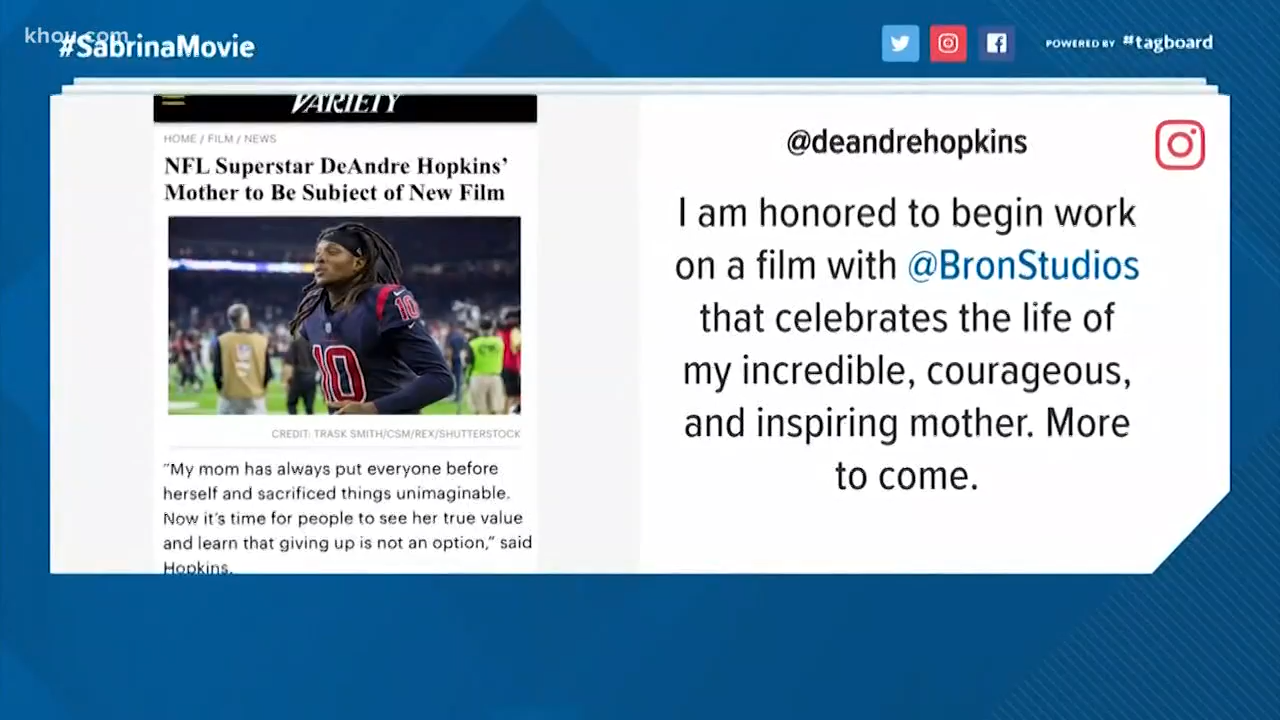 khou.com
#SabrinaMovie
POWERED BY #tagboard
VARIETY
HOME / FILM / NEWS
NFL Superstar DeAndre Hopkins’
Mother to Be Subject of New Film
10
10
CREDIT: TRASK SMITH/CSM/REX/SHUTTERSTOCK
“My mom has always put everyone before
herself and sacrificed things unimaginable.
Now it’s time for people to see her true value
and learn that giving up is not an option,” said
Hopkins.
@deandrehopkins
I am honored to begin work
on a film with @BronStudios
that celebrates the life of
my incredible, courageous,
and inspiring mother. More
to come.